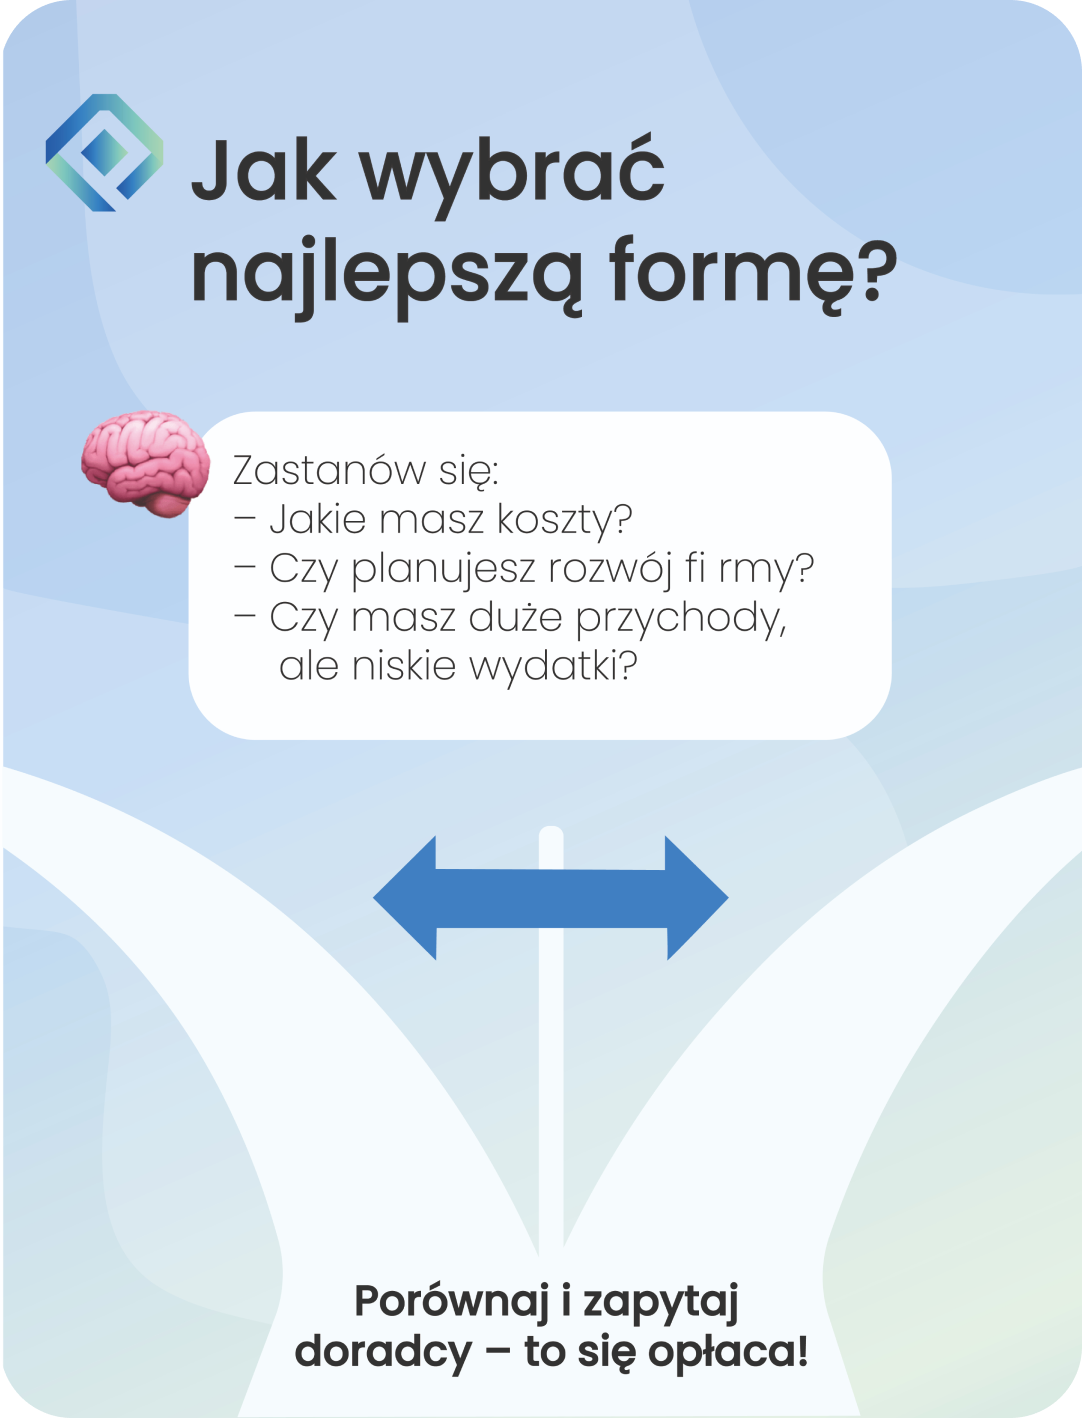 Jak wybrać
najlepszą formę?
Zastanów się:
– Jakie masz koszty?
– Czy planujesz rozwój fi rmy?
– Czy masz duże przychody,
ale niskie wydatki?
Porównaj i zapytaj
doradcy – to się opłaca!